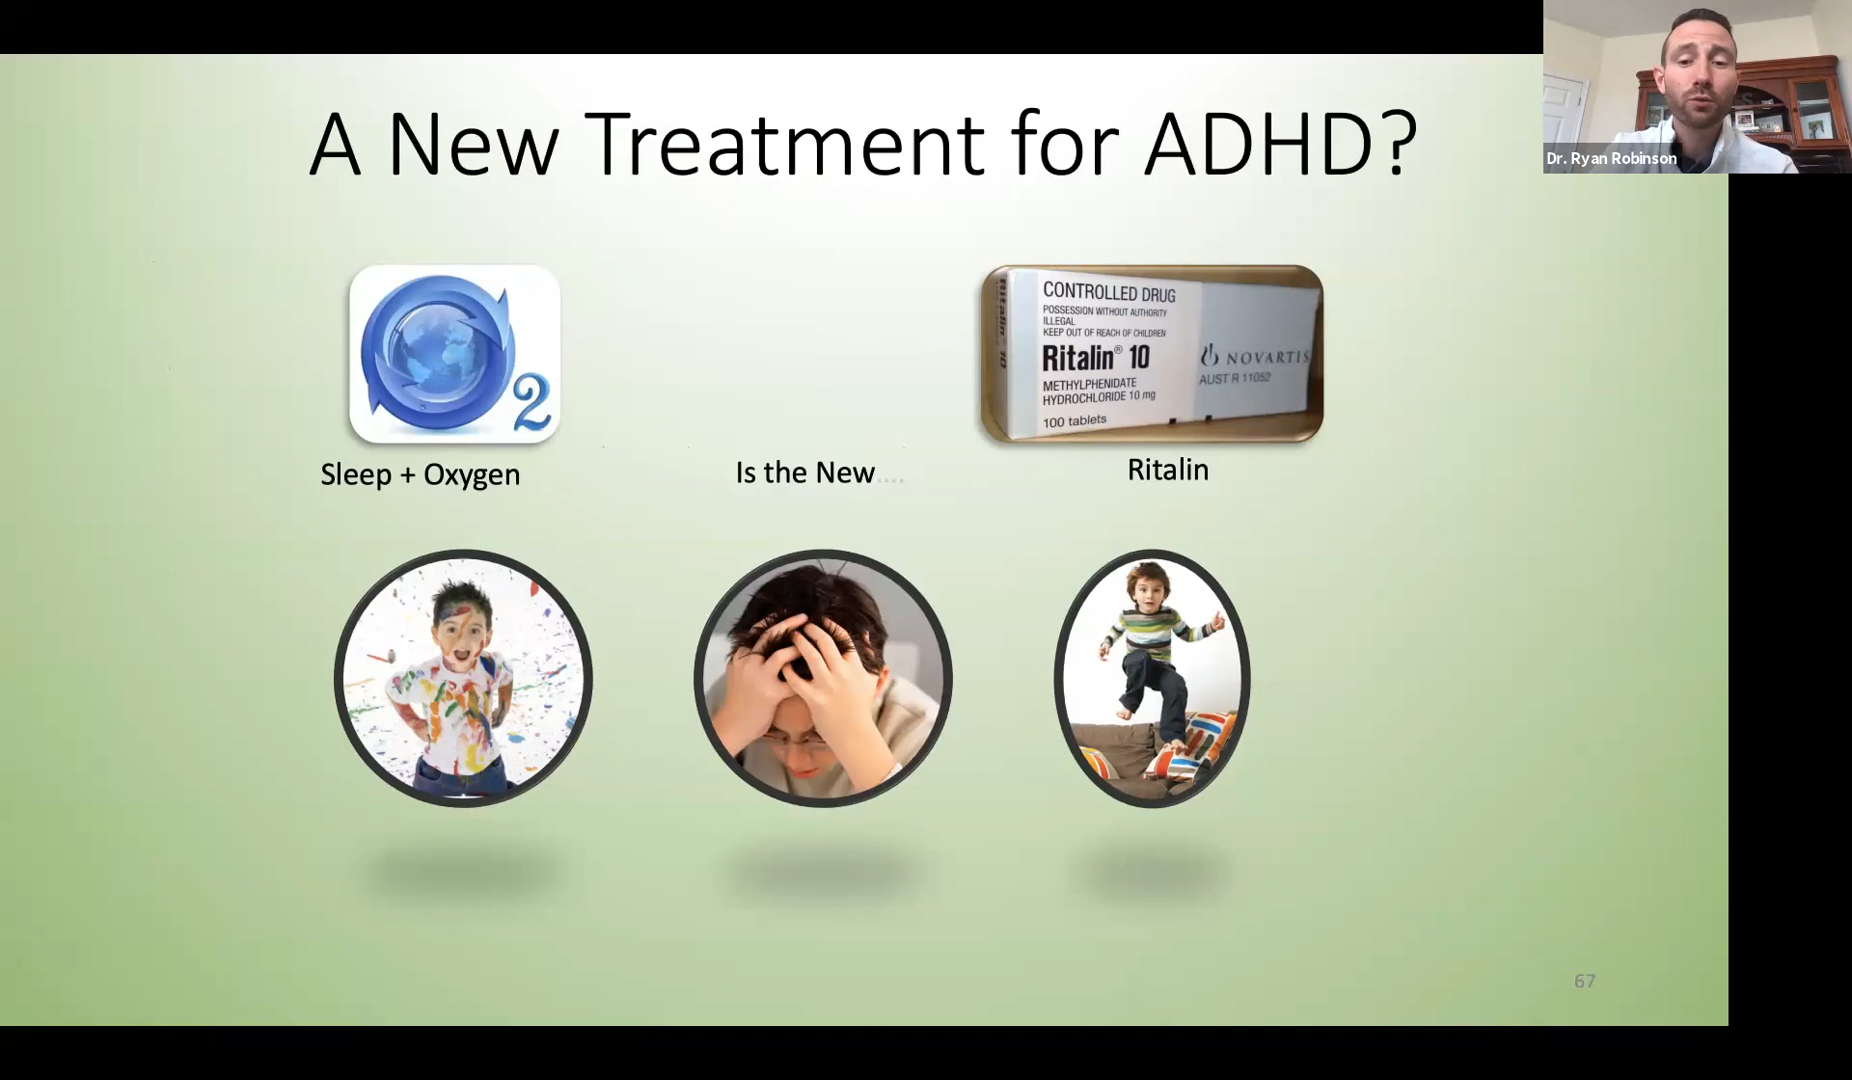 A New Treatment for ADHD?
Dr. Ryan Robinson
2
Ritalin 10
CONTROLLED DRUG
POSSESSION WITHOUT AUTHORITY
ILLEGAL
KEEP OUT OF REACH OF CHILDREN
Ritalin® 10
METHYLPHENIDATE
HYDROCHLORIDE 10 mg
100 tablets
NOVARTIS
AUST R 11052
Sleep + Oxygen
Is the New....
Ritalin
67